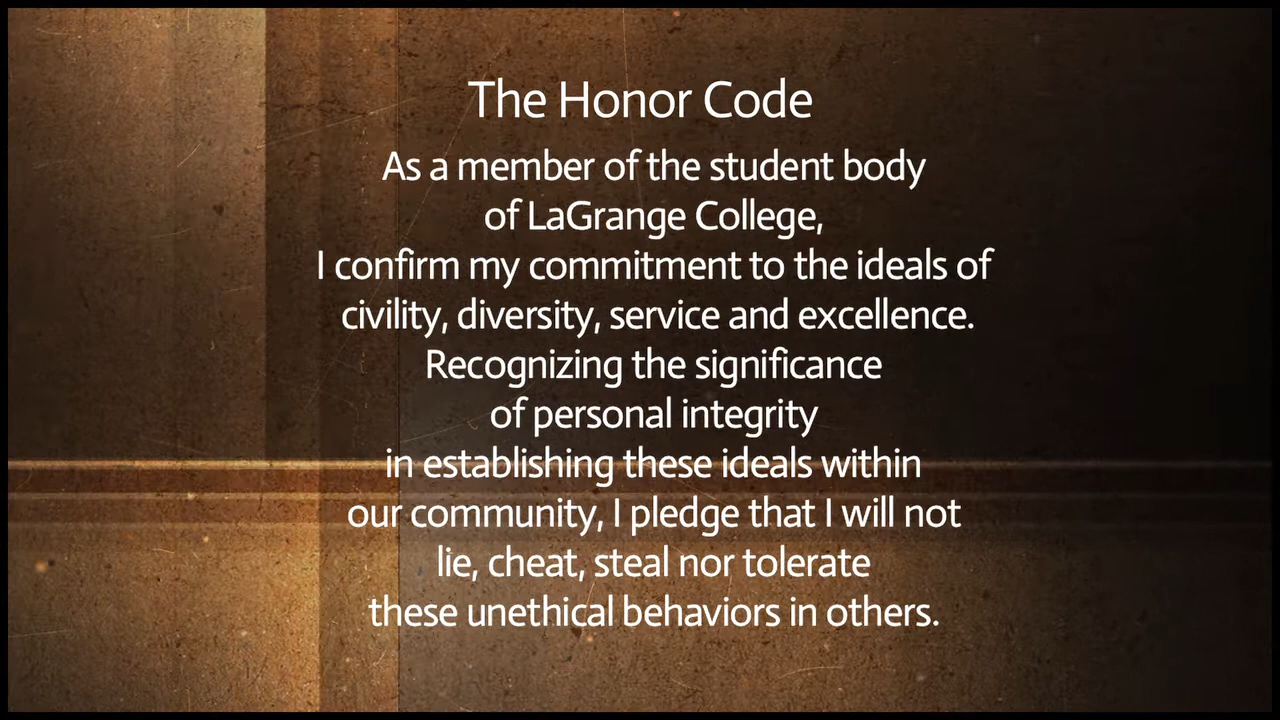 The Honor Code
As a member of the student body
of LaGrange College,
I confirm my commitment to the ideals of
civility, diversity, service and excellence.
Recognizing the significance
of personal integrity
in establishing these ideals within
our community, I pledge that I will not
lie, cheat, steal nor tolerate
these unethical behaviors in others.